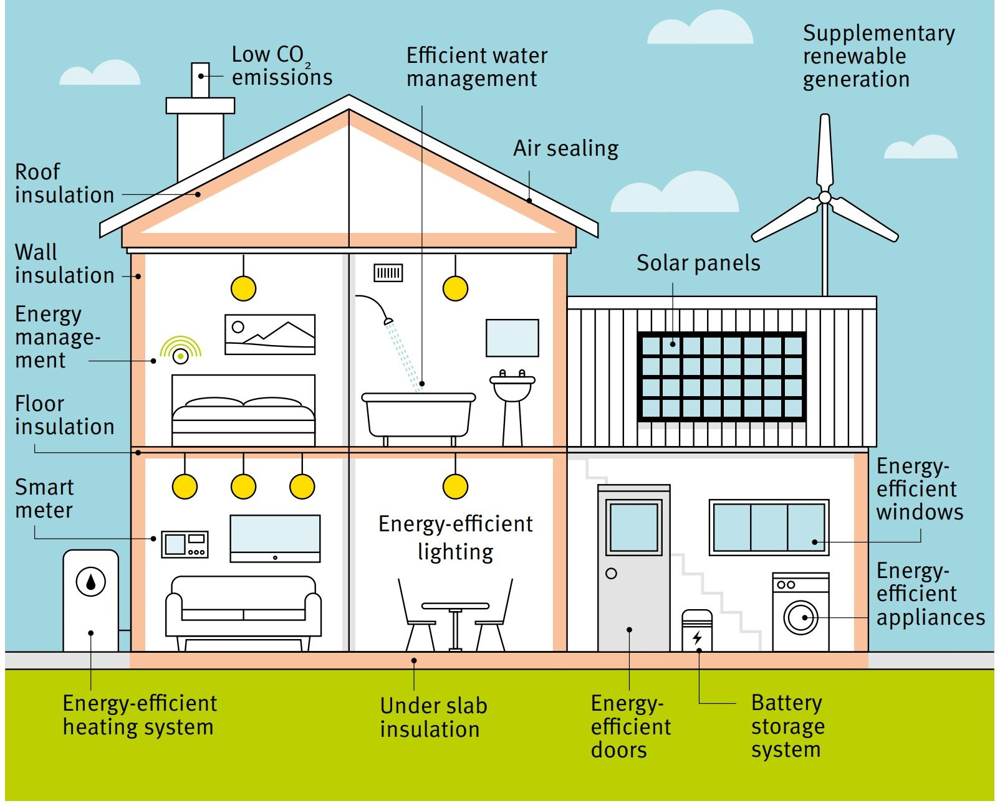 Low CO₂
emissions
Efficient water
management
Supplementary
renewable
generation
Air sealing
Roof
insulation
Wall
insulation
Solar panels
Energy
manage-
ment
Floor
insulation
Smart
meter
Energy-efficient
lighting
Energy-
efficient
windows
Energy-
efficient
appliances
Energy-efficient
heating system
Under slab
insulation
Energy-
efficient
doors
Battery
storage
system